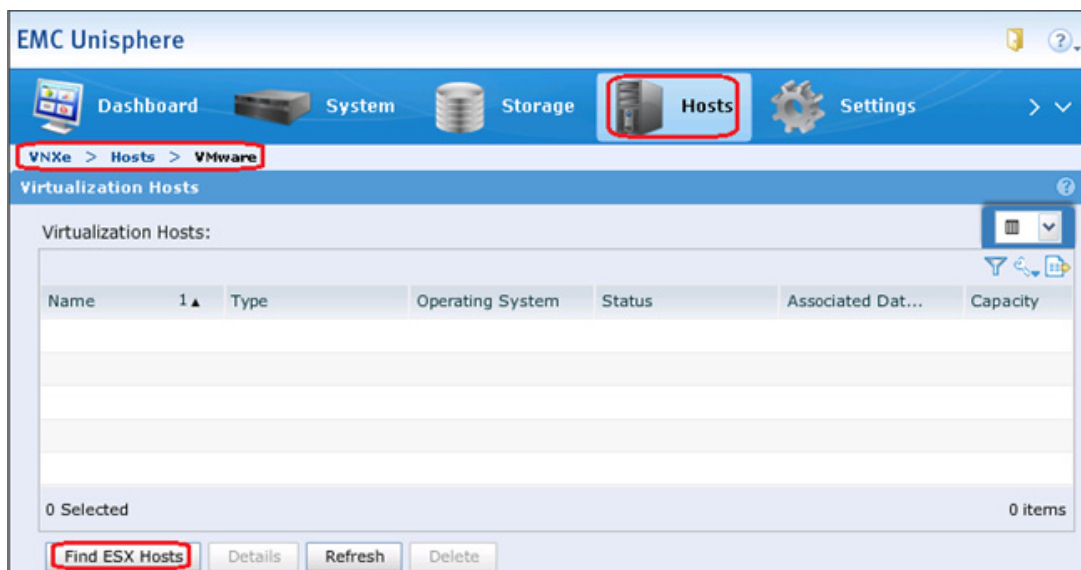 EMC Unisphere
?
Dashboard System Storage Hosts Settings > 
VNXe > Hosts > VMware
Virtualization Hosts ?
Virtualization Hosts:
Name 1 ▲ Type Operating System Status Associated Dat... Capacity
0 Selected 0 items
Find ESX Hosts Details Refresh Delete